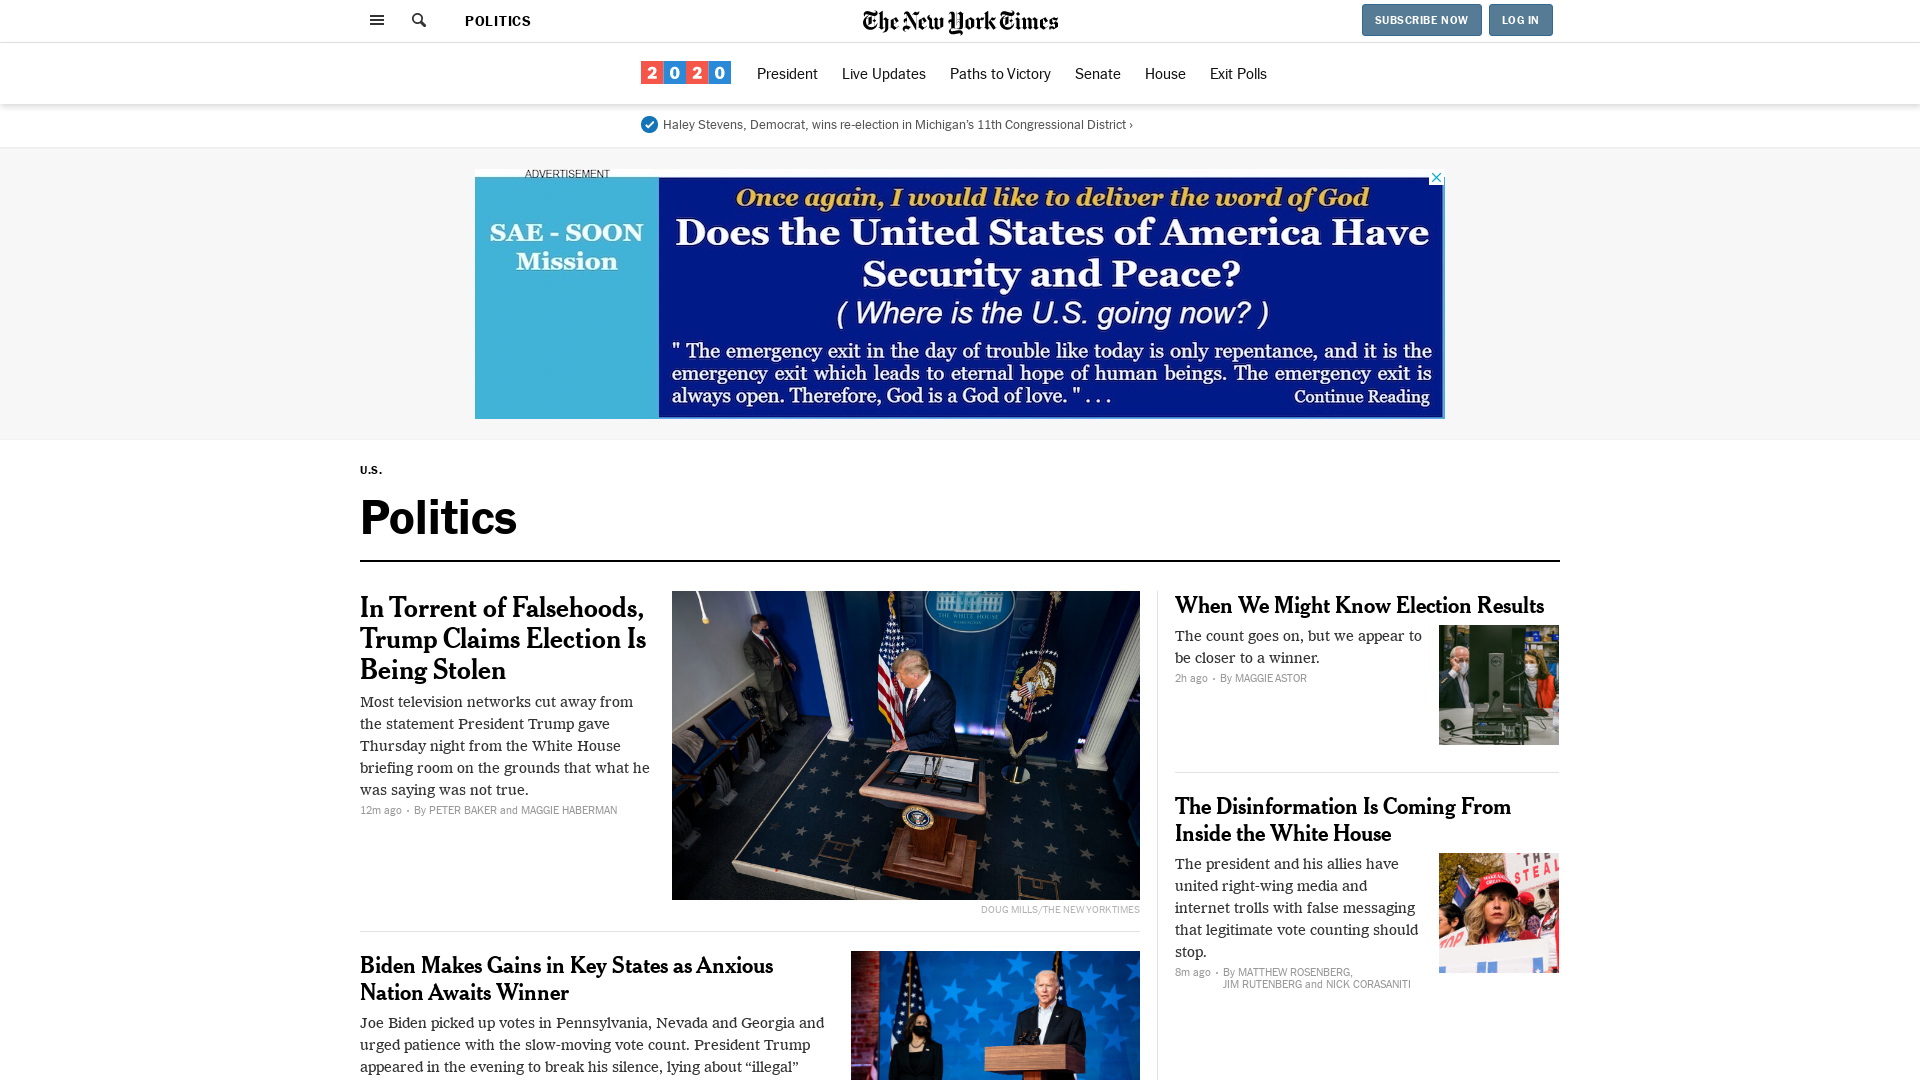 POLITICS
The New York Times
SUBSCRIBE NOW
LOG IN
2020
President
Live Updates
Paths to Victory
Senate
House
Exit Polls
Haley Stevens, Democrat, wins re-election in Michigan’s 11th Congressional District ›
ADVERTISEMENT
SAE - SOON
Mission
Once again, I would like to deliver the word of God
Does the United States of America Have
Security and Peace?
( Where is the U.S. going now? )
" The emergency exit in the day of trouble like today is only repentance, and it is the
emergency exit which leads to eternal hope of human beings. The emergency exit is
always open. Therefore, God is a God of love. " . . .
Continue Reading
U.S.
Politics
In Torrent of Falsehoods,
Trump Claims Election Is
Being Stolen
Most television networks cut away from
the statement President Trump gave
Thursday night from the White House
briefing room on the grounds that what he
was saying was not true.
12m ago · By PETER BAKER and MAGGIE HABERMAN
THE WHITE HOUSE
WASHINGTON
DOUG MILLS/THE NEW YORK TIMES
Biden Makes Gains in Key States as Anxious
Nation Awaits Winner
Joe Biden picked up votes in Pennsylvania, Nevada and Georgia and
urged patience with the slow-moving vote count. President Trump
appeared in the evening to break his silence, lying about “illegal”
When We Might Know Election Results
The count goes on, but we appear to
be closer to a winner.
2h ago · By MAGGIE ASTOR
The Disinformation Is Coming From
Inside the White House
The president and his allies have
united right-wing media and
internet trolls with false messaging
that legitimate vote counting should
stop.
8m ago · By MATTHEW ROSENBERG,
JIM RUTENBERG and NICK CORASANITI
THE
STEAL